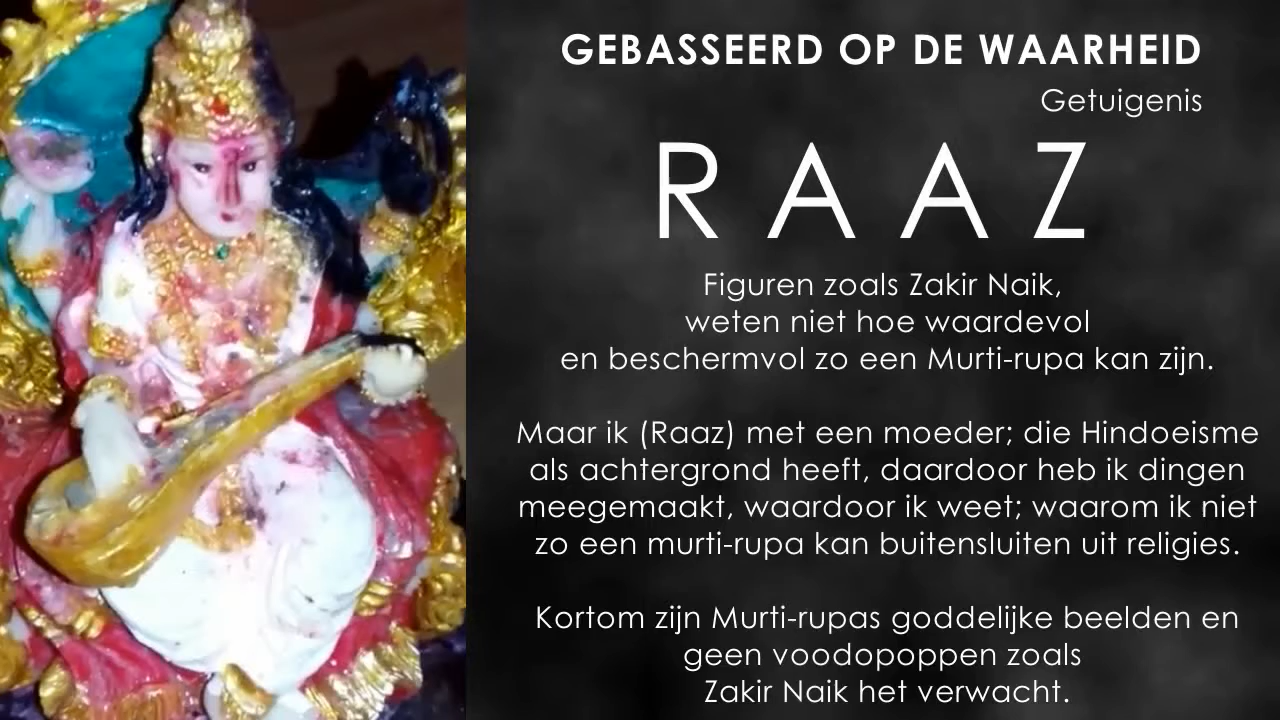 GEBASSEERD OP DE WAARHEID
Getuigenis
RAAZ
Figuren zoals Zakir Naik,
weten niet hoe waardevol
en beschermvol zo een Murti-rupa kan zijn.
Maar ik (Raaz) met een moeder; die Hindoeisme
als achtergrond heeft, daardoor heb ik dingen
meegemaakt, waardoor ik weet; waarom ik niet
zo een murti-rupa kan buitensluiten uit religies.
Kortom zijn Murti-rupas goddelijke beelden en
geen voodopoppen zoals
Zakir Naik het verwacht.